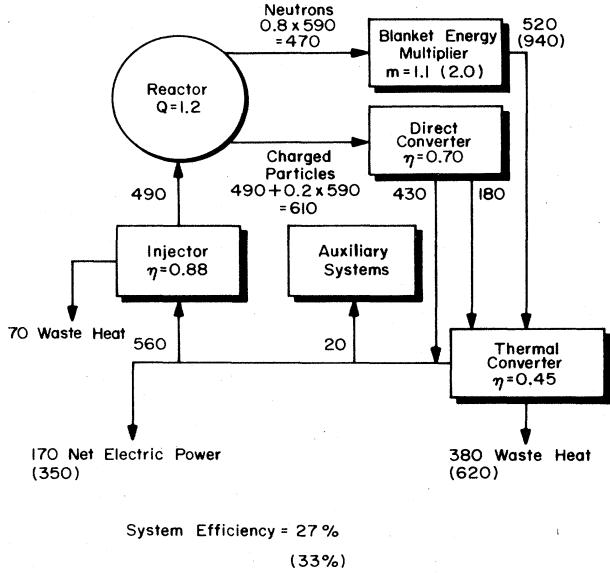 Neutrons
0.8 x 590
=470
Blanket Energy
Multiplier
m=1.1 (2.0)
520
(940)
Reactor
Q=1.2
Direct
Converter
η=0.70
Charged
Particles
490+0.2x590
=610
490
430
180
Injector
η=0.88
Auxiliary
Systems
70 Waste Heat
560
20
Thermal
Converter
η=0.45
170 Net Electric Power
(350)
380 Waste Heat
(620)
System Efficiency = 27%
(33%)